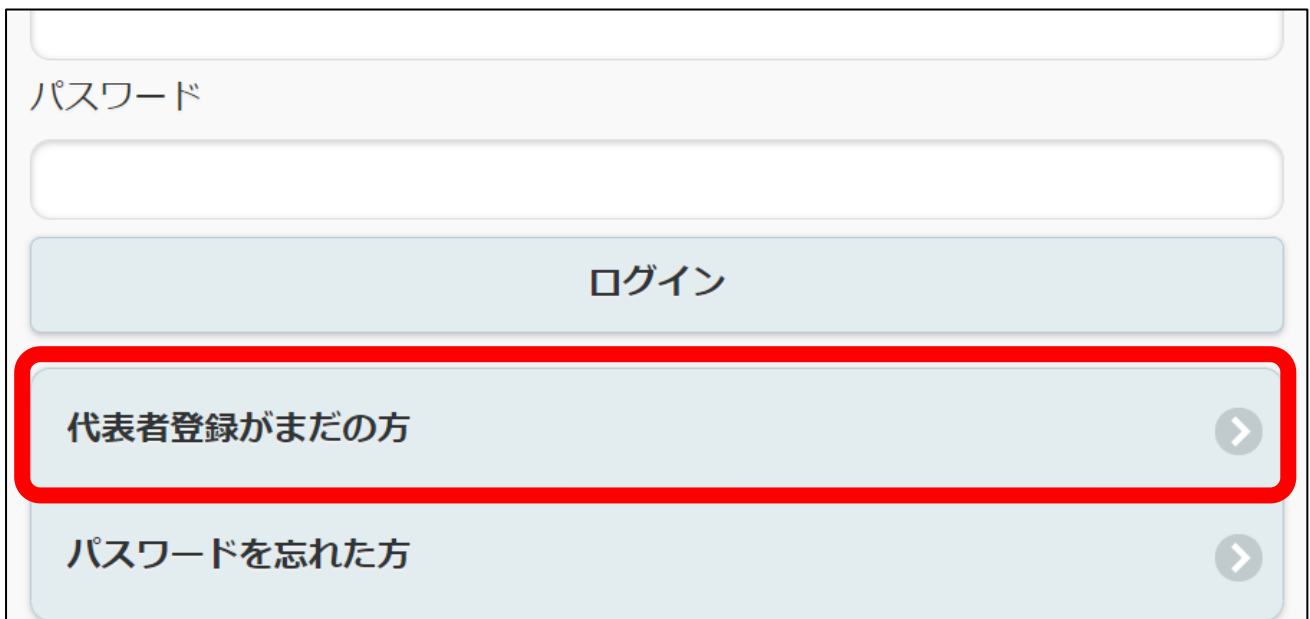 パスワード
ログイン
代表者登録がまだの方
パスワードを忘れた方